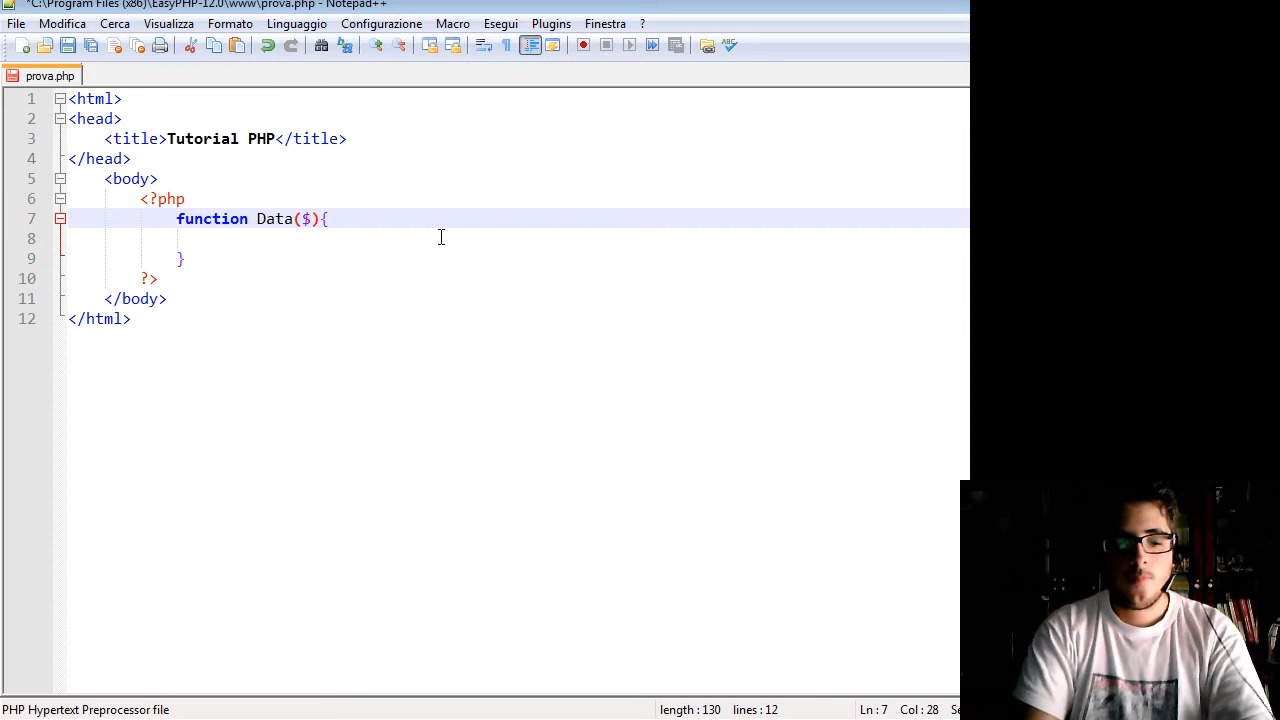 *C:\Program Files (x86)\EasyPHP-12.0\www\prova.php - Notepad++
File Modifica Cerca Visualizza Formato Linguaggio Configurazione Macro Esegui Plugins Finestra ?
prova.php
1 <html>
2 <head>
3 <title>Tutorial PHP</title>
4 </head>
5 <body>
6 <?php
7 function Data($){
8
9 }
10 ?>
11 </body>
12 </html>
PHP Hypertext Preprocessor file length : 130 lines : 12 Ln : 7 Col : 28 Se